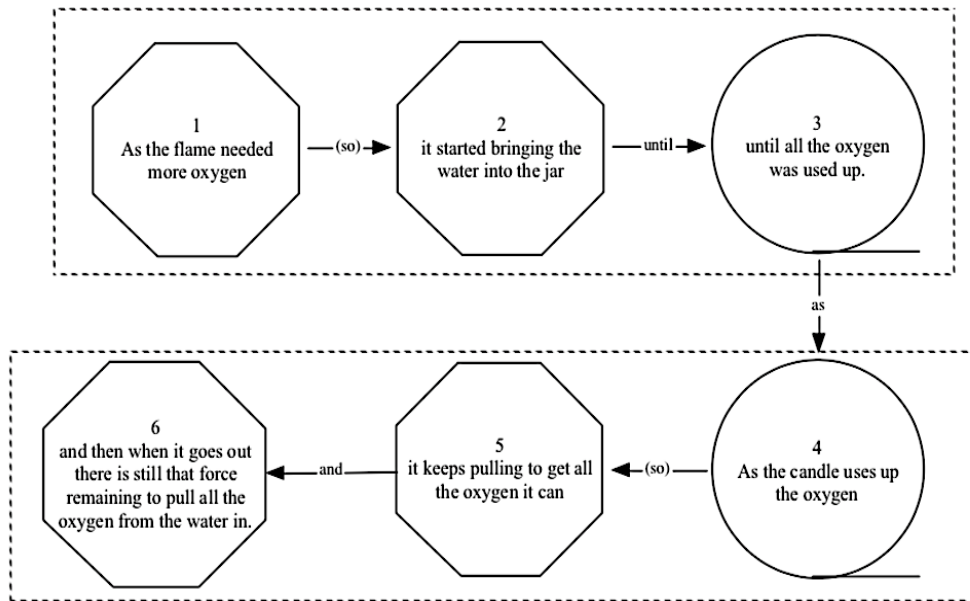 1
As the flame needed
more oxygen
(so)
2
it started bringing the
water into the jar
until
3
until all the oxygen
was used up.
as
4
As the candle uses up
the oxygen
(so)
5
it keeps pulling to get all
the oxygen it can
and
6
and then when it goes out
there is still that force
remaining to pull all the
oxygen from the water in.